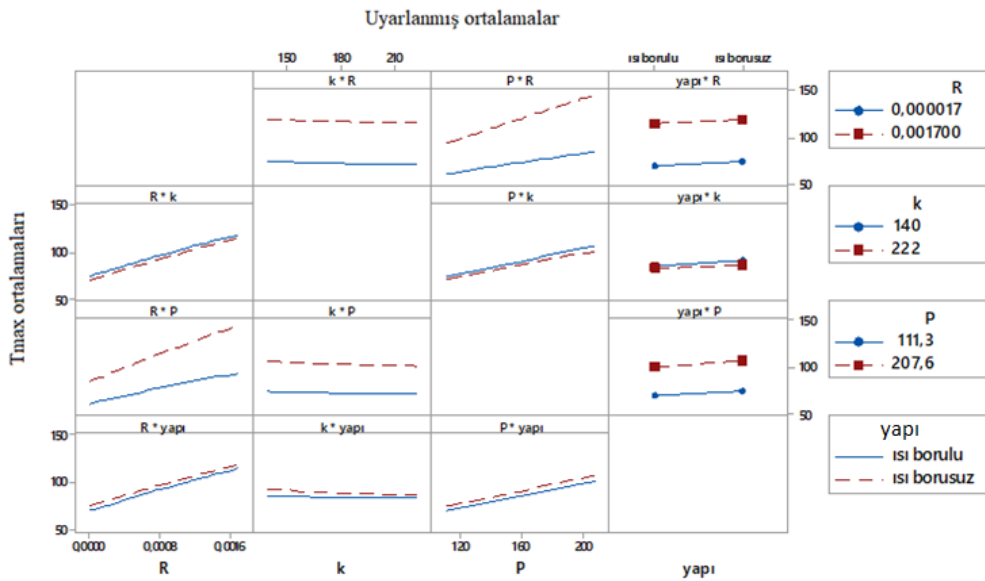 Uyarlanmış ortalamalar
150 180 210 ısı borulu ısı borusuz
k * R P * R yapı* R
150
100
50
R
0,000017
0,001700
R * k P * k yapı* k
150
100
50
k
140
222
R * P k * P yapı* P
150
100
50
P
111,3
207,6
R * yapı k * yapı P * yapı
150
100
50
yapı
ısı borulu
ısı borusuz
0,0000 0,0008 0,0016 120 160 200
R k P yapı
Tmax ortalamaları